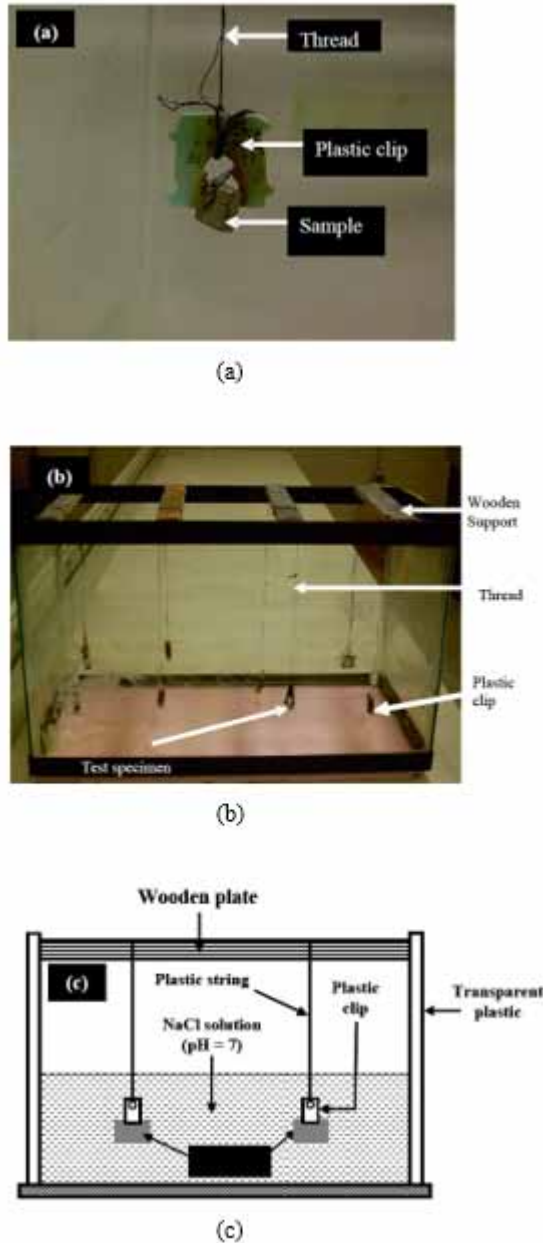 (a)
Thread
Plastic clip
Sample
(a)
(b)
Wooden
Support
Thread
Plastic
clip
Test specimen
(b)
Wooden plate
(c)
Plastic string
Plastic
clip
Transparent
plastic
NaCl solution
(pH = 7)
(c)